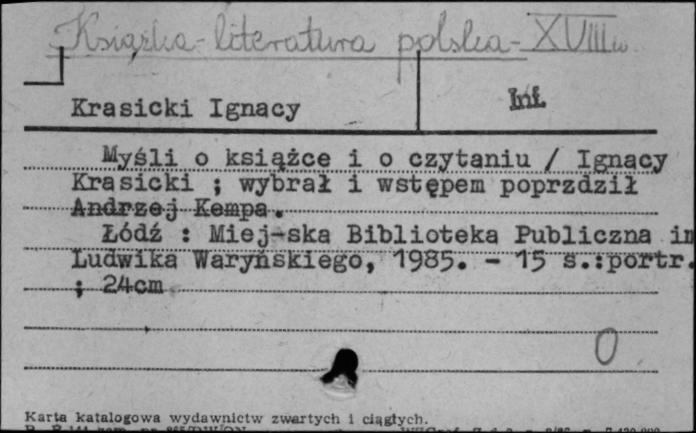 Książka - literatura polska - XVIII w
Krasicki Ignacy
Inf.
Myśli o książce i o czytaniu / Ignacy
Krasicki ; wybrał i wstępem poprzdził
Andrzej Kempa.
Łódź : Miej-ska Biblioteka Publiczna im
Ludwika Waryńskiego, 1985. - 15 s.:portr.
; 24cm
0
Karta katalogowa wydawnictw zwartych i ciągłych.